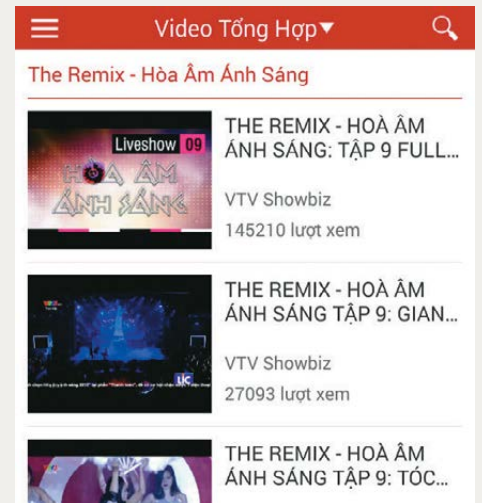 Video Tổng Hợp▼
The Remix - Hòa Âm Ánh Sáng
Liveshow 09
HÒA ÂM
ÁNH SÁNG
THE REMIX - HOÀ ÂM
ÁNH SÁNG: TẬP 9 FULL...
VTV Showbiz
145210 lượt xem
THE REMIX - HOÀ ÂM
ÁNH SÁNG TẬP 9: GIAN...
VTV Showbiz
27093 lượt xem
THE REMIX - HOÀ ÂM
ÁNH SÁNG TẬP 9: TÓC...